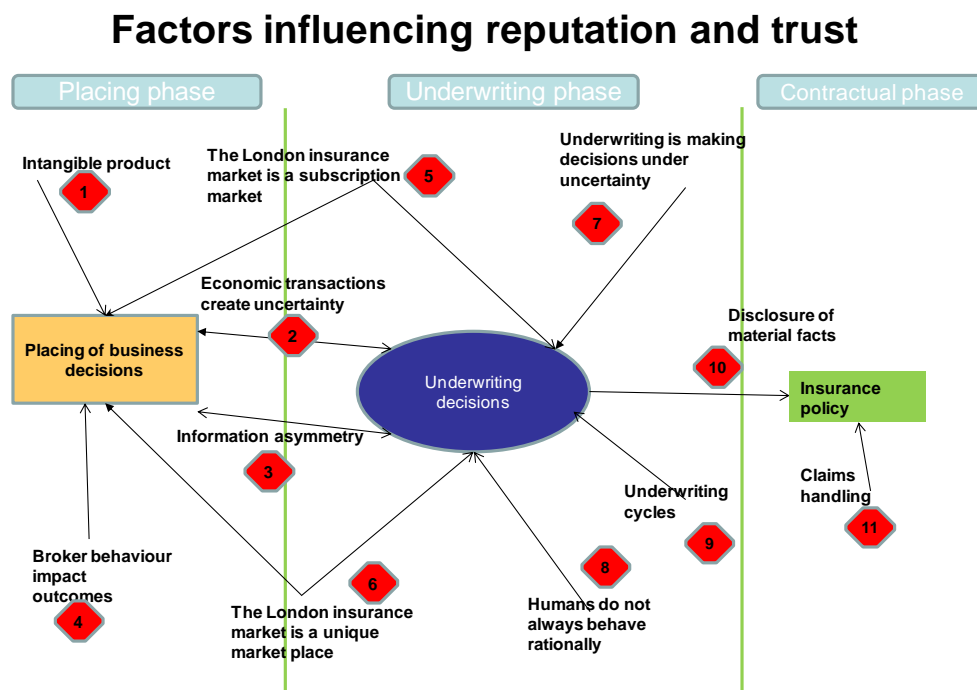 Factors influencing reputation and trust
Placing phase
Underwriting phase
Contractual phase
Intangible product
1
The London insurance
market is a subscription
market
5
Underwriting is making
decisions under
uncertainty
7
Economic transactions
create uncertainty
2
Placing of business
decisions
Underwriting
decisions
Disclosure of
material facts
10
Insurance
policy
Information asymmetry
3
Claims
handling
11
Underwriting
cycles
9
Broker behaviour
impact
outcomes
4
6
The London insurance
market is a unique
market place
8
Humans do not
always behave
rationally